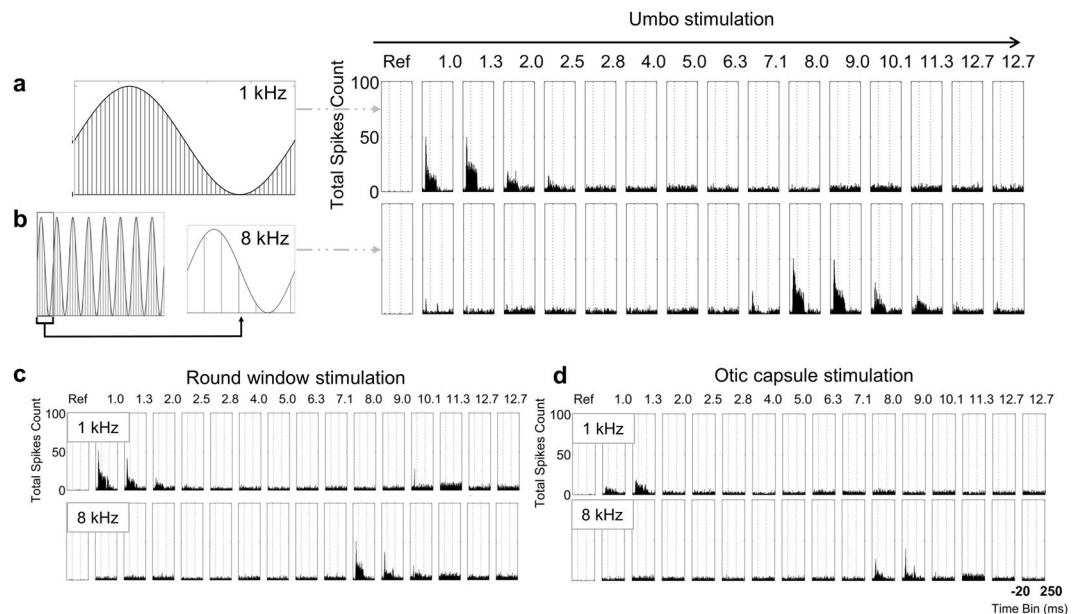 Umbo stimulation
Ref 1.0 1.3 2.0 2.5 2.8 4.0 5.0 6.3 7.1 8.0 9.0 10.1 11.3 12.7 12.7
a
1 kHz
Total Spikes Count
100
50
0
b
8 kHz
c
Round window stimulation
Ref 1.0 1.3 2.0 2.5 2.8 4.0 5.0 6.3 7.1 8.0 9.0 10.1 11.3 12.7 12.7
Total Spikes Count
100
50
0
1 kHz
8 kHz
d
Otic capsule stimulation
Ref 1.0 1.3 2.0 2.5 2.8 4.0 5.0 6.3 7.1 8.0 9.0 10.1 11.3 12.7 12.7
Total Spikes Count
100
50
0
1 kHz
8 kHz
-20 250
Time Bin (ms)